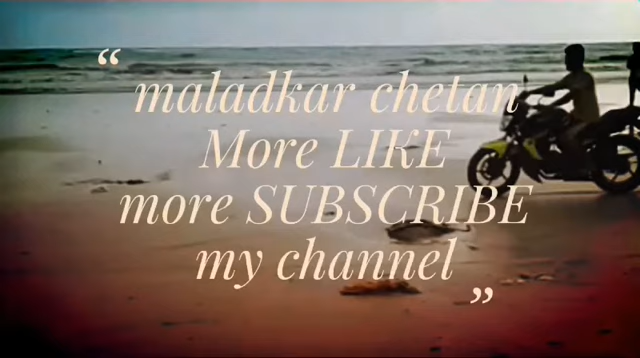 “
maladkar chetan
More LIKE
more SUBSCRIBE
my channel
”